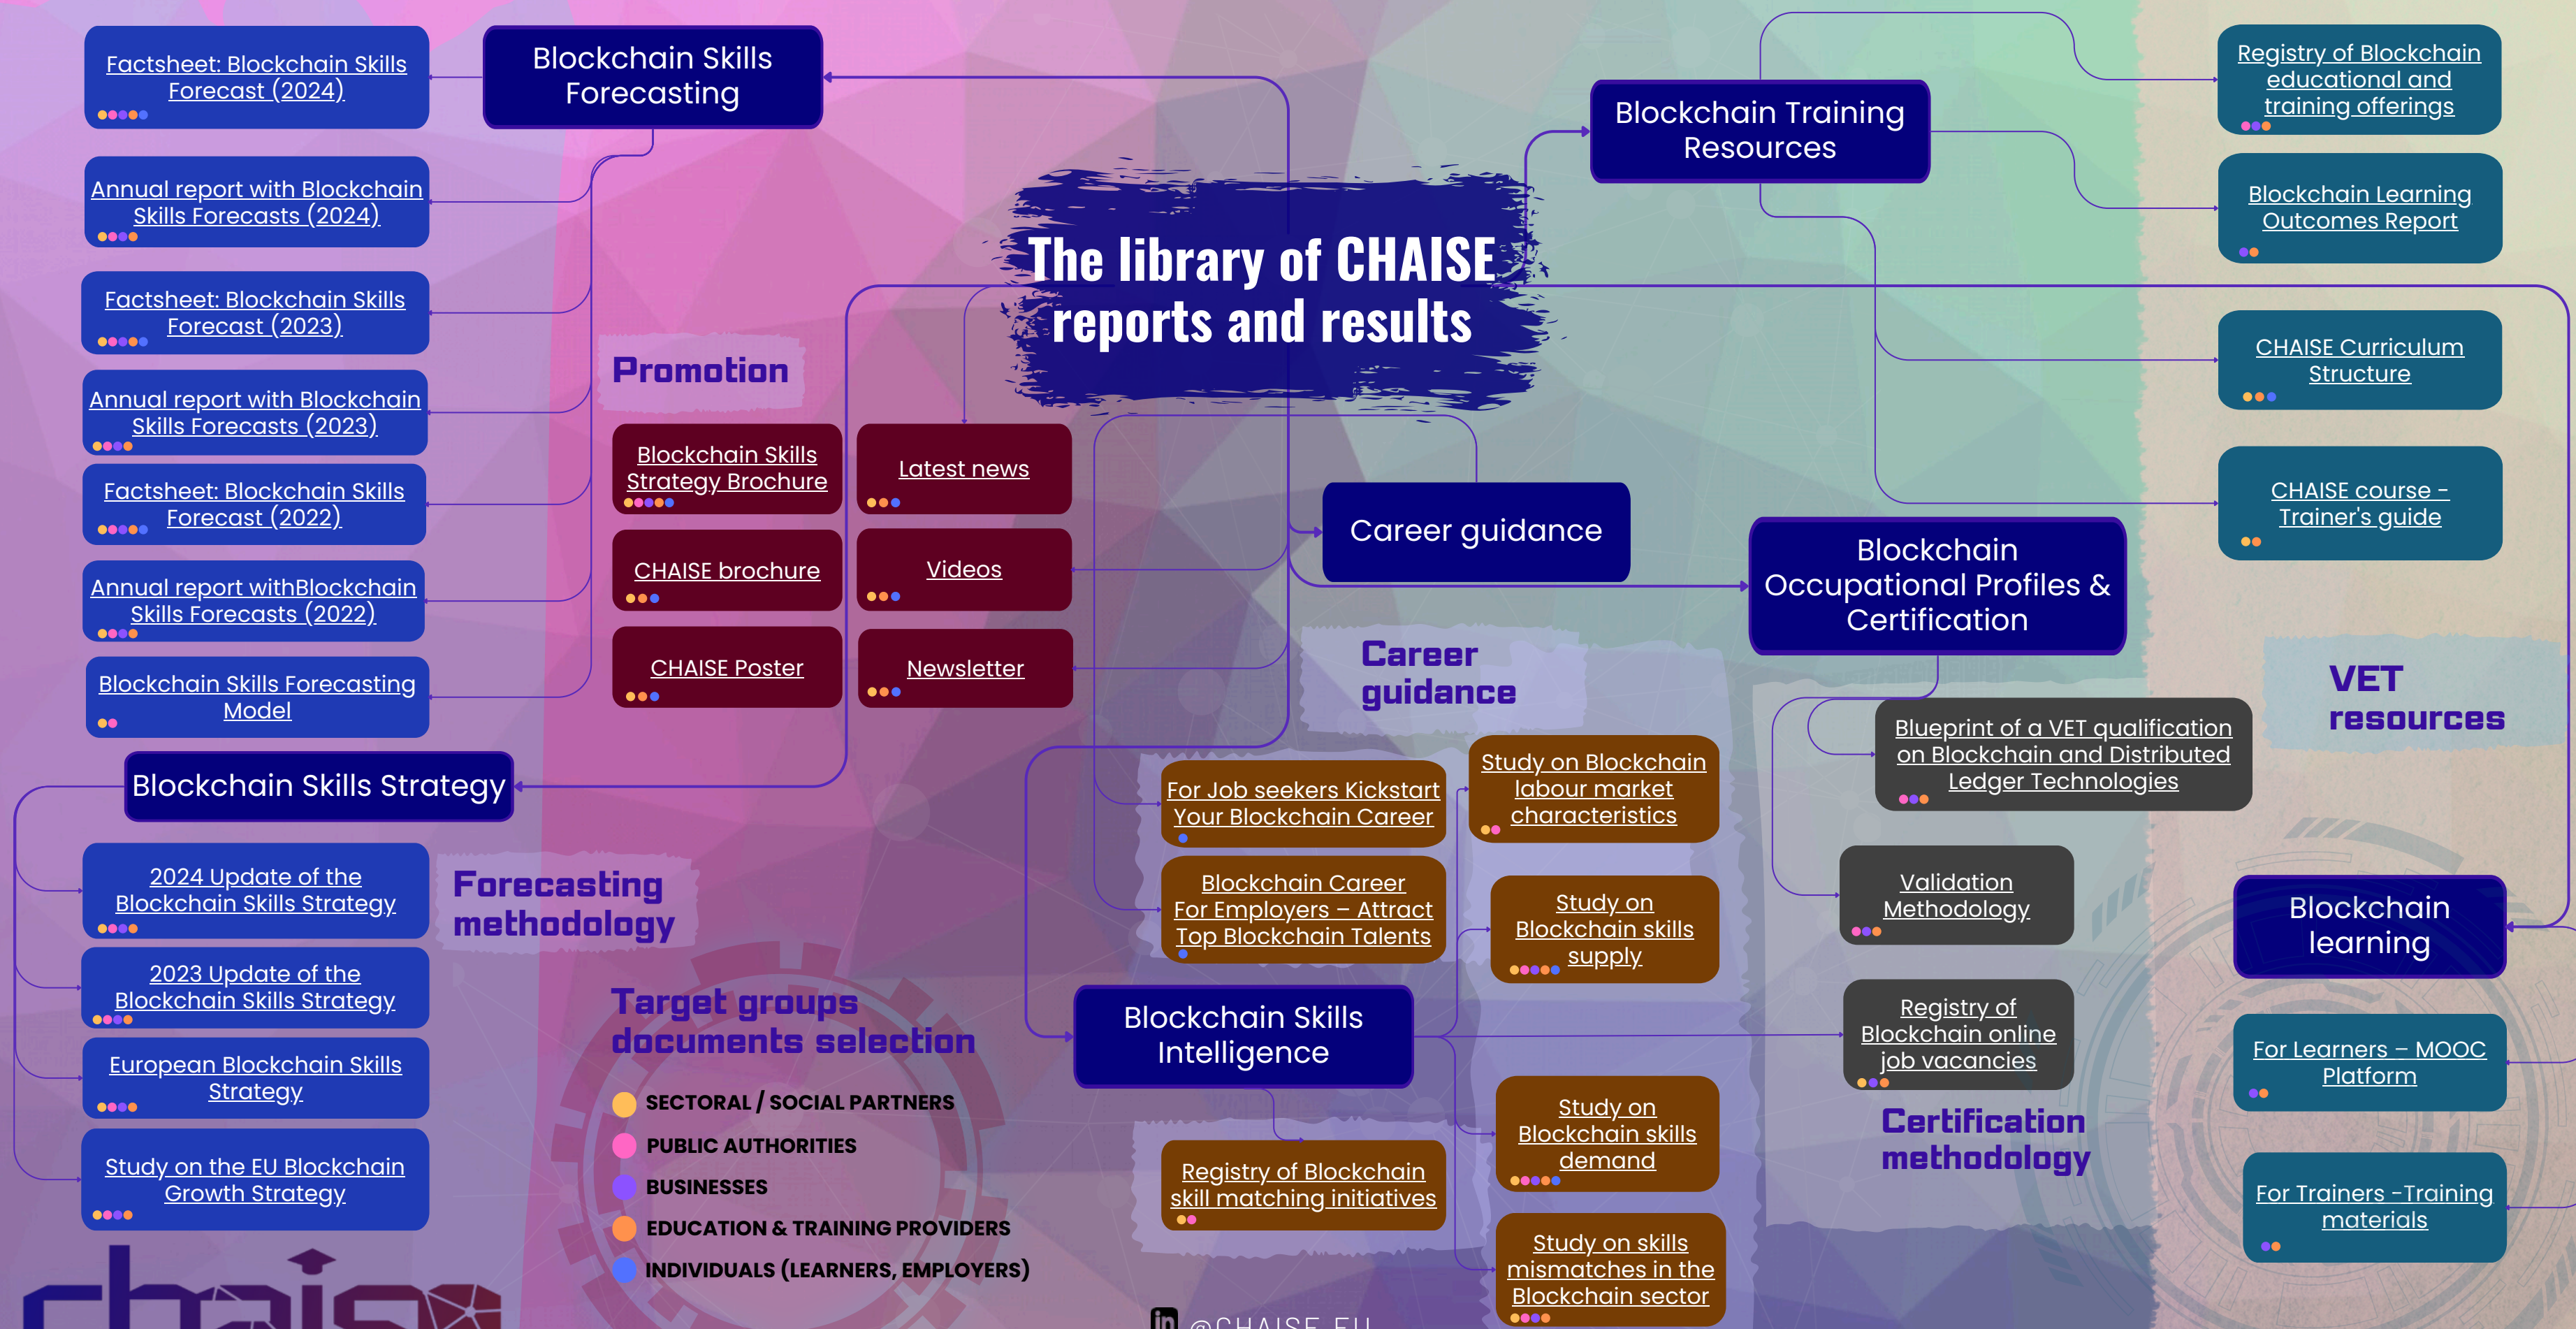 The library of CHAISE
reports and results
Blockchain Skills
Forecasting
Factsheet: Blockchain Skills
Forecast (2024)
Annual report with Blockchain
Skills Forecasts (2024)
Factsheet: Blockchain Skills
Forecast (2023)
Annual report with Blockchain
Skills Forecasts (2023)
Factsheet: Blockchain Skills
Forecast (2022)
Annual report withBlockchain
Skills Forecasts (2022)
Blockchain Skills Forecasting
Model
Blockchain Skills Strategy
2024 Update of the
Blockchain Skills Strategy
2023 Update of the
Blockchain Skills Strategy
European Blockchain Skills
Strategy
Study on the EU Blockchain
Growth Strategy
chaise
Forecasting
methodology
Promotion
Blockchain Skills
Strategy Brochure
Latest news
CHAISE brochure
Videos
CHAISE Poster
Newsletter
Target groups
documents selection
SECTORAL / SOCIAL PARTNERS
PUBLIC AUTHORITIES
BUSINESSES
EDUCATION & TRAINING PROVIDERS
INDIVIDUALS (LEARNERS, EMPLOYERS)
Career guidance
Career
guidance
For Job seekers Kickstart
Your Blockchain Career
Blockchain Career
For Employers – Attract
Top Blockchain Talents
Study on Blockchain
labour market
characteristics
Study on
Blockchain skills
supply
Blockchain Skills
Intelligence
Registry of Blockchain
skill matching initiatives
Study on
Blockchain skills
demand
Study on skills
mismatches in the
Blockchain sector
in @CHAISE EU
Blockchain Training
Resources
Registry of Blockchain
educational and
training offerings
Blockchain Learning
Outcomes Report
CHAISE Curriculum
Structure
CHAISE course -
Trainer's guide
Blockchain
Occupational Profiles &
Certification
Blueprint of a VET qualification
on Blockchain and Distributed
Ledger Technologies
Validation
Methodology
Registry of
Blockchain online
job vacancies
Certification
methodology
VET
resources
Blockchain
learning
For Learners – MOOC
Platform
For Trainers -Training
materials